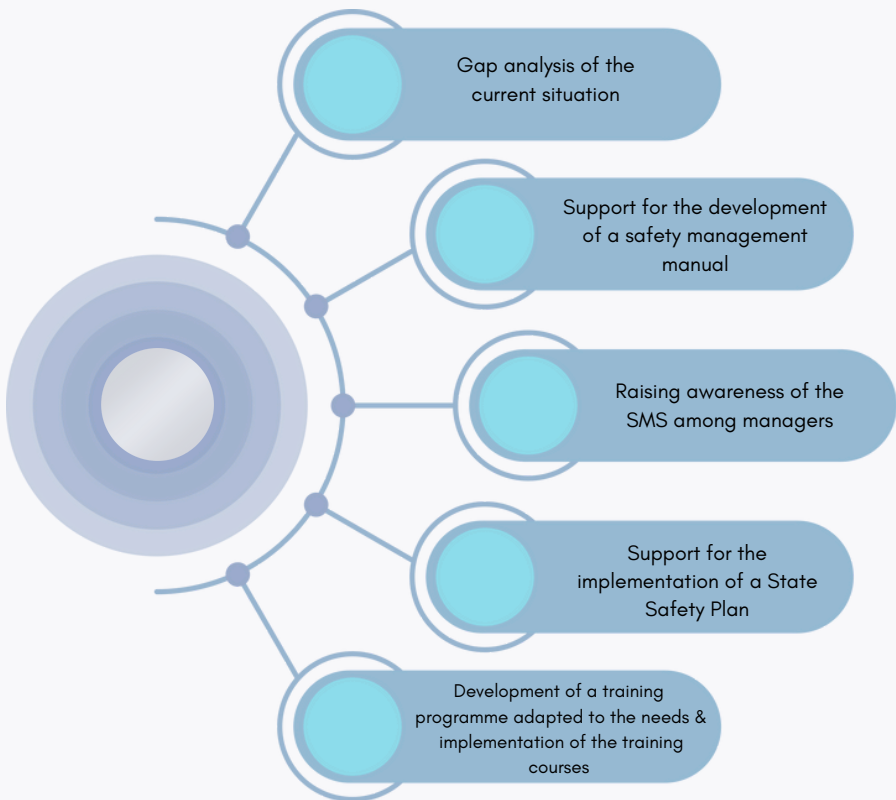 Gap analysis of the
current situation
Support for the development
of a safety management
manual
Raising awareness of the
SMS among managers
Support for the
implementation of a State
Safety Plan
Development of a training
programme adapted to the needs &
implementation of the training
courses